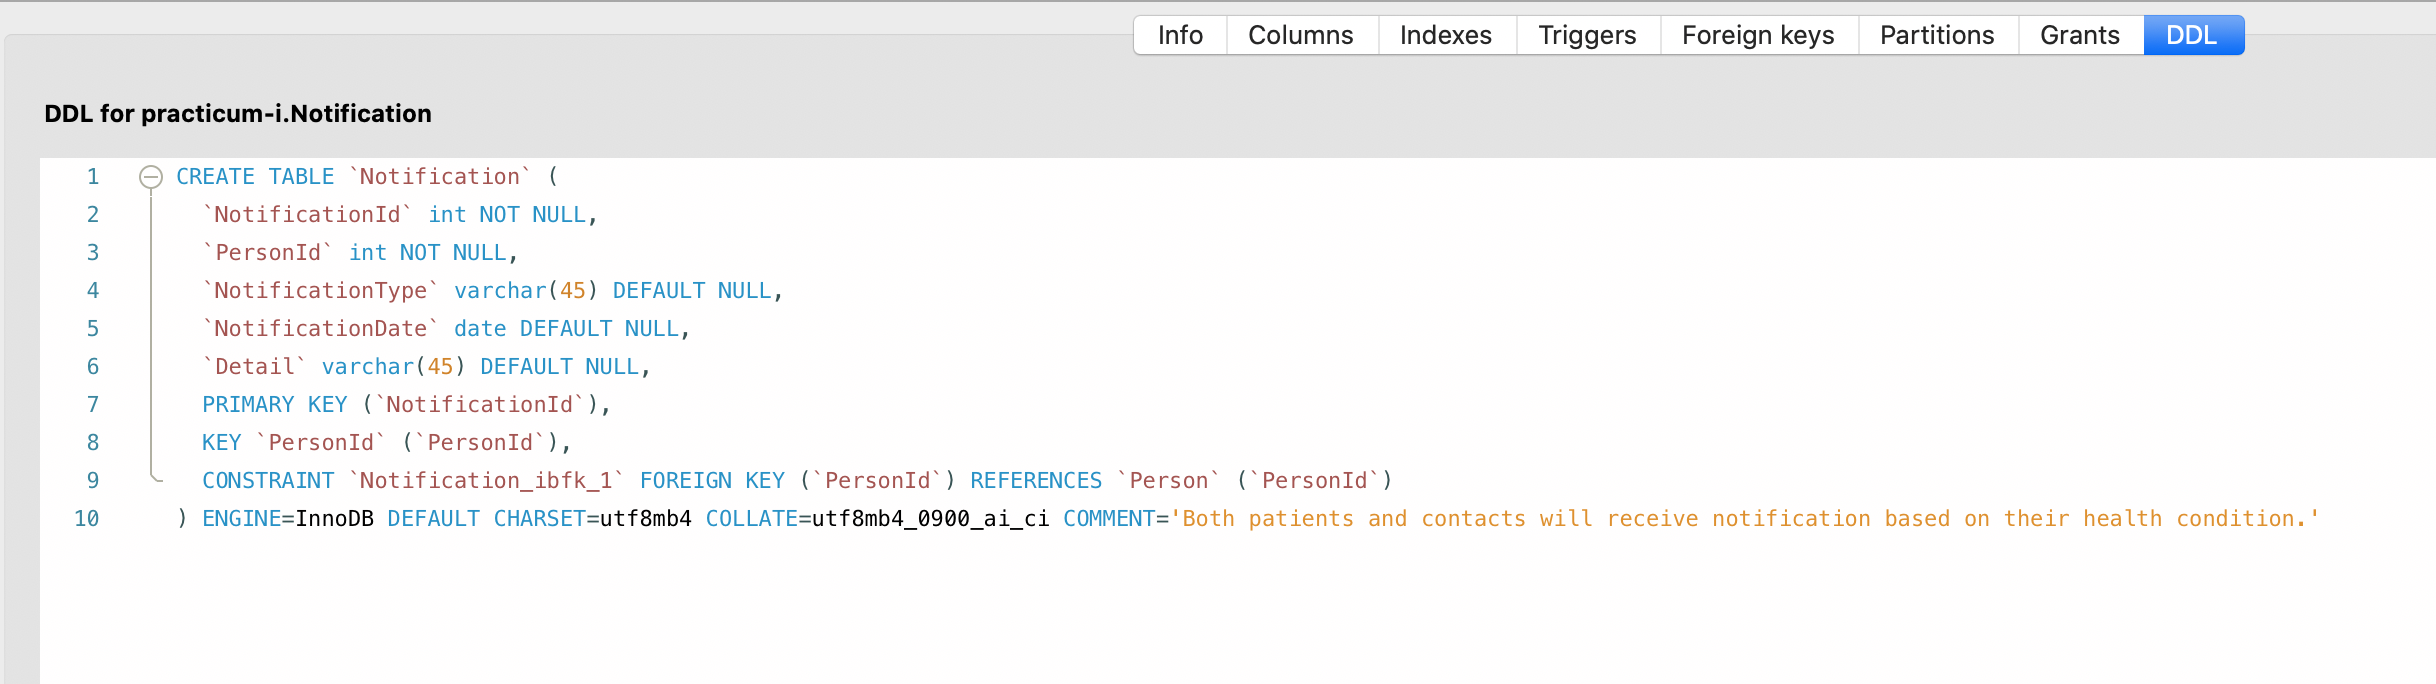 Info Columns Indexes Triggers Foreign keys Partitions Grants DDL
DDL for practicum-i.Notification
1 CREATE TABLE `Notification` (
2 `NotificationId` int NOT NULL,
3 `PersonId` int NOT NULL,
4 `NotificationType` varchar(45) DEFAULT NULL,
5 `NotificationDate` date DEFAULT NULL,
6 `Detail` varchar(45) DEFAULT NULL,
7 PRIMARY KEY (`NotificationId`),
8 KEY `PersonId` (`PersonId`),
9 CONSTRAINT `Notification_ibfk_1` FOREIGN KEY (`PersonId`) REFERENCES `Person` (`PersonId`)
10 ) ENGINE=InnoDB DEFAULT CHARSET=utf8mb4 COLLATE=utf8mb4_0900_ai_ci COMMENT='Both patients and contacts will receive notification based on their health condition.'